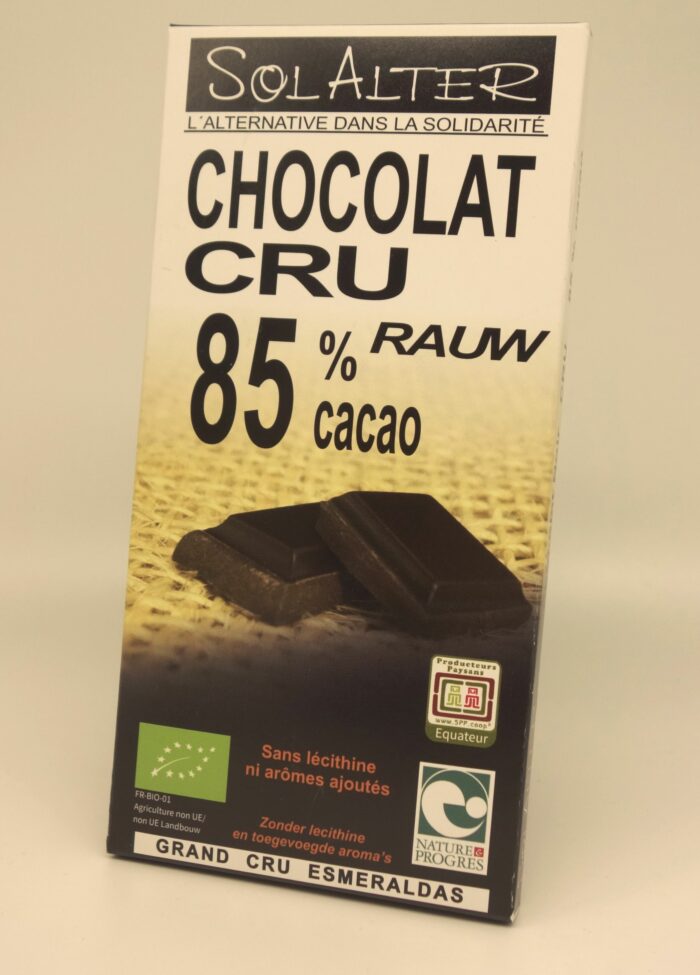 SOLALTER
L'ALTERNATIVE DANS LA SOLIDARITÉ
CHOCOLAT
CRU
RAUW
85 %
cacao
Producteurs
Paysans
www.SPP.coop
Equateur
Sans lécithine
ni arômes ajoutés
FR-BIO-01
Agriculture non UE/
non UE Landbouw
Zonder lecithine
en toegevoegde aroma's
NATURE &
PROGRES
GRAND CRU ESMERALDAS